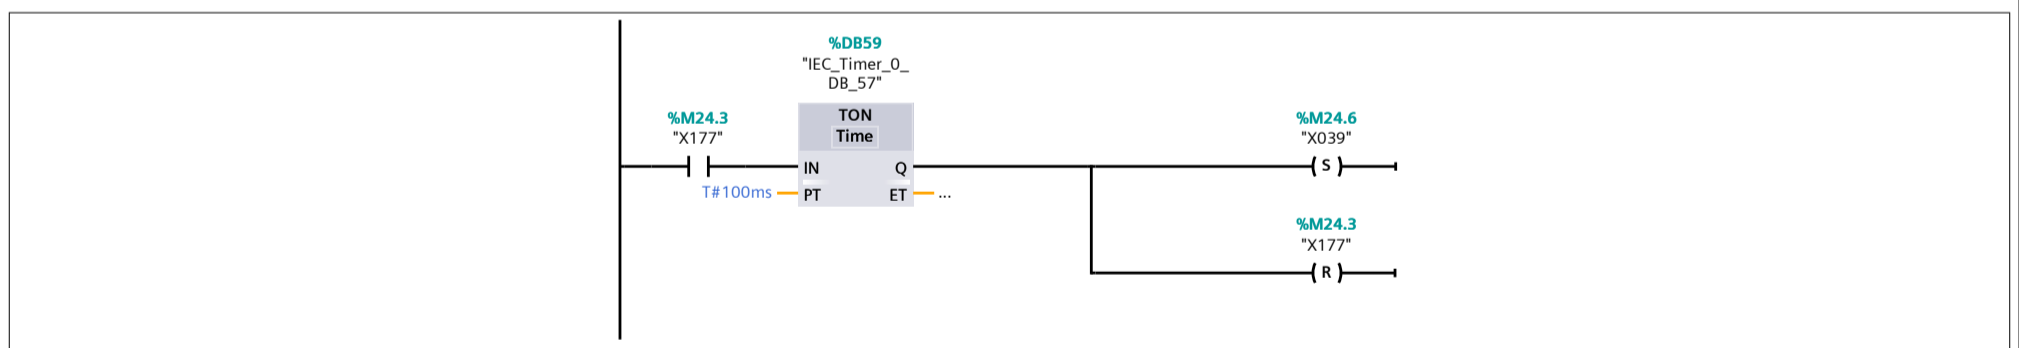 %DB59
"IEC_Timer_0_
DB_57"
TON
Time
%M24.3
"X177"
IN
Q
T#100ms
PT
ET
...
%M24.6
"X039"
S
%M24.3
"X177"
R